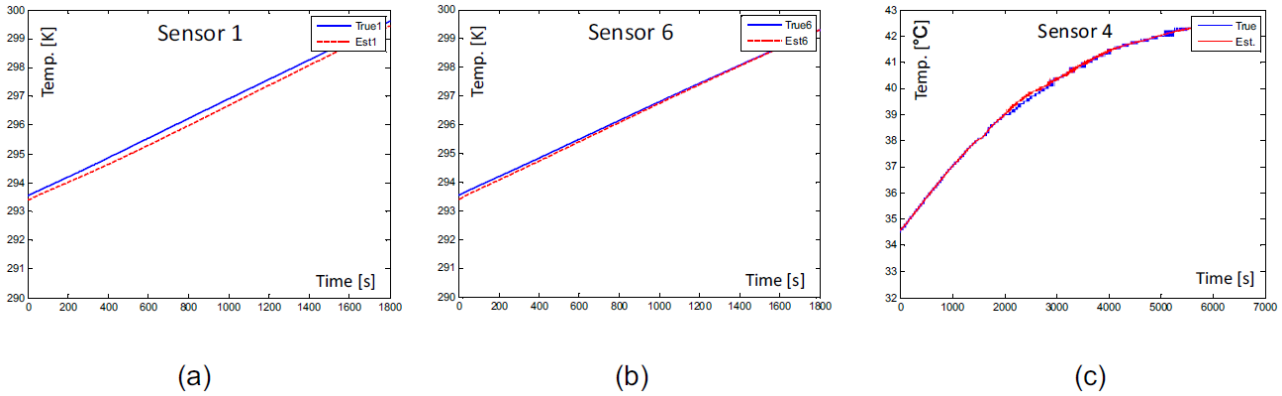 Sensor 1
True1
Est1
Temp. [K]
300
299
298
297
296
295
294
293
292
291
290
Time [s]
0 200 400 600 800 1000 1200 1400 1600 1800
(a)
Sensor 6
True6
Est6
Temp. [K]
300
299
298
297
296
295
294
293
292
291
290
Time [s]
0 200 400 600 800 1000 1200 1400 1600 1800
(b)
Sensor 4
True
Est.
Temp. [°C]
43
42
41
40
39
38
37
36
35
34
33
32
Time [s]
0 1000 2000 3000 4000 5000 6000 7000
(c)